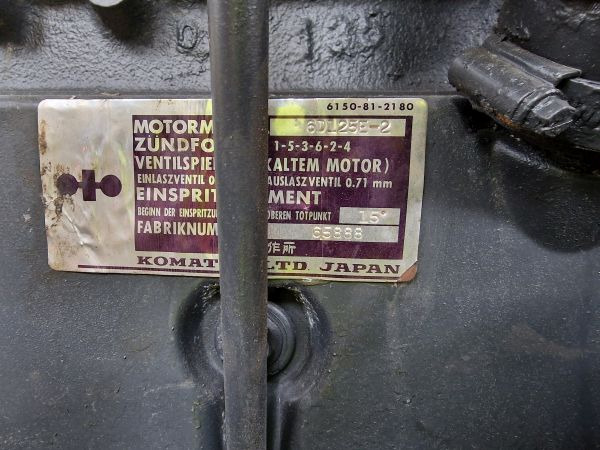 6150-81-2180
MOTORM 6D125E-2
ZÜNDFO 1-5-3-6-2-4
VENTILSPIE KALTEM MOTOR)
EINLASZVENTIL 0 AUSLASZVENTIL 0.71 mm
EINSPRIT MENT
BEGINN DER EINSPRITZU OBEREN TOTPUNKT 15°
FABRIKNUM 65888
作所
KOMAT LTD. JAPAN